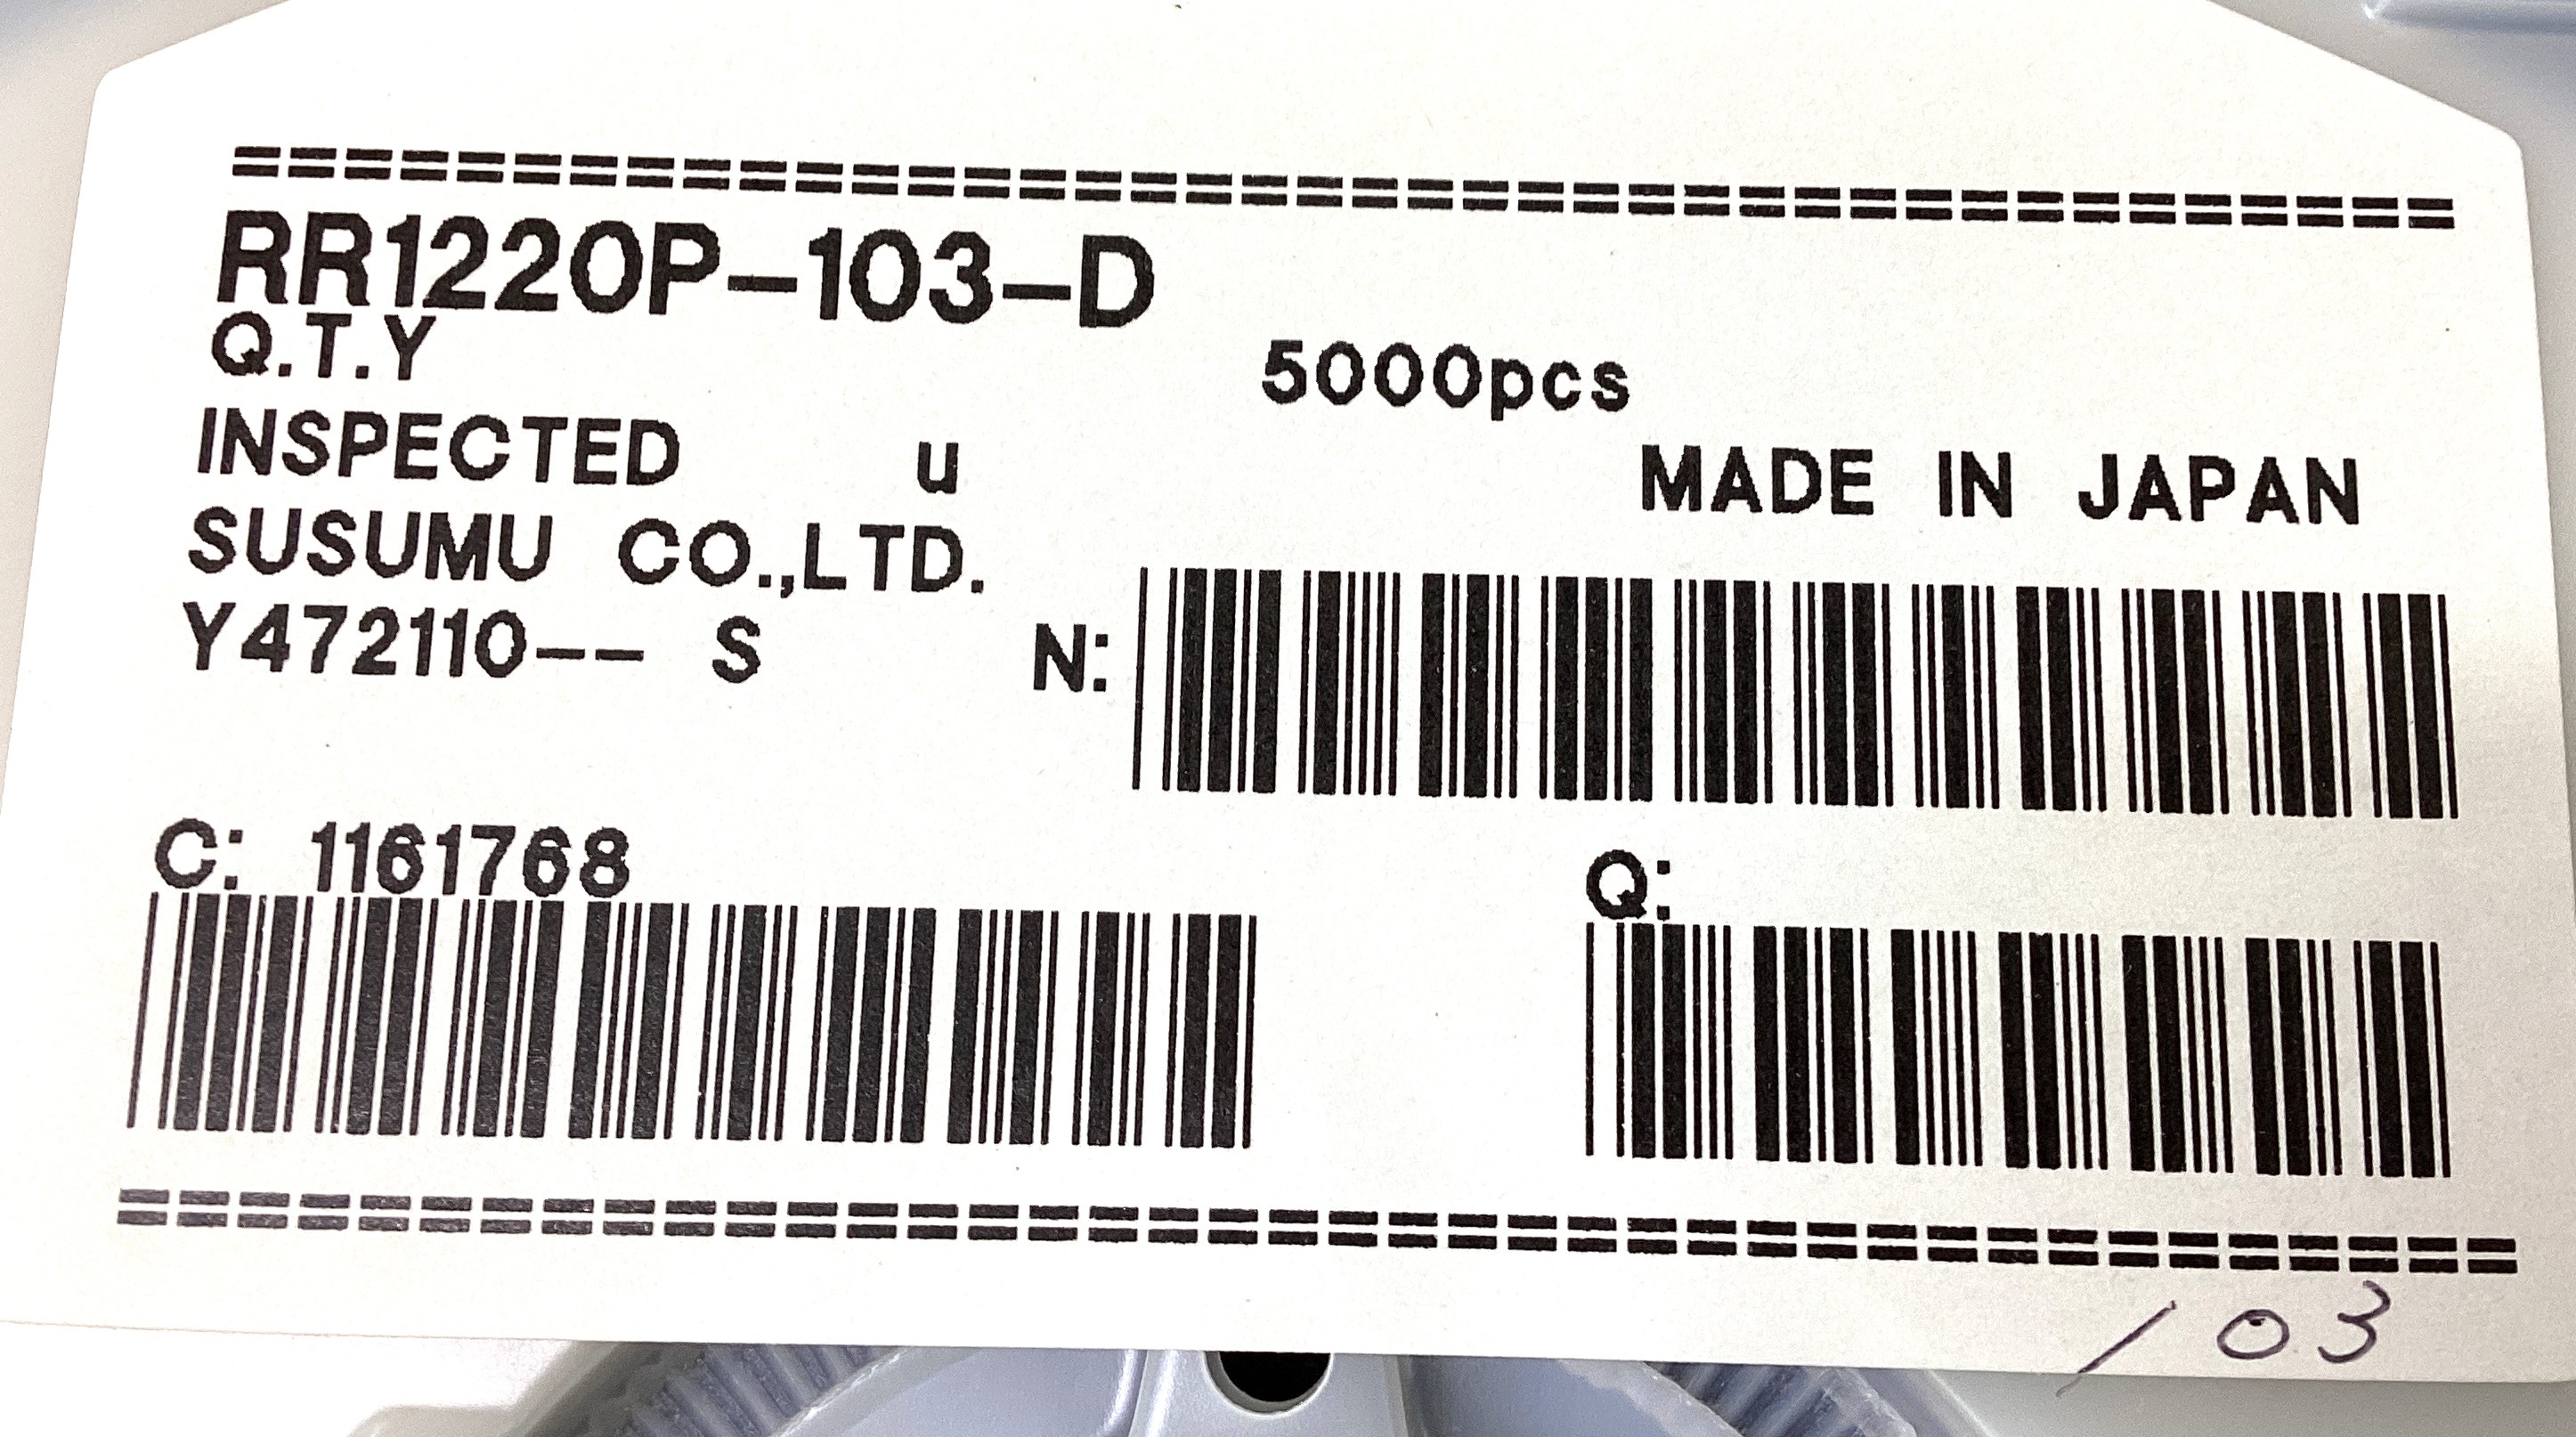 ================================
RR1220P-103-D
Q.T.Y 5000pcs
INSPECTED u MADE IN JAPAN
SUSUMU CO.,LTD.
Y472110-- S N:
C: 1161768 Q:
================================
103